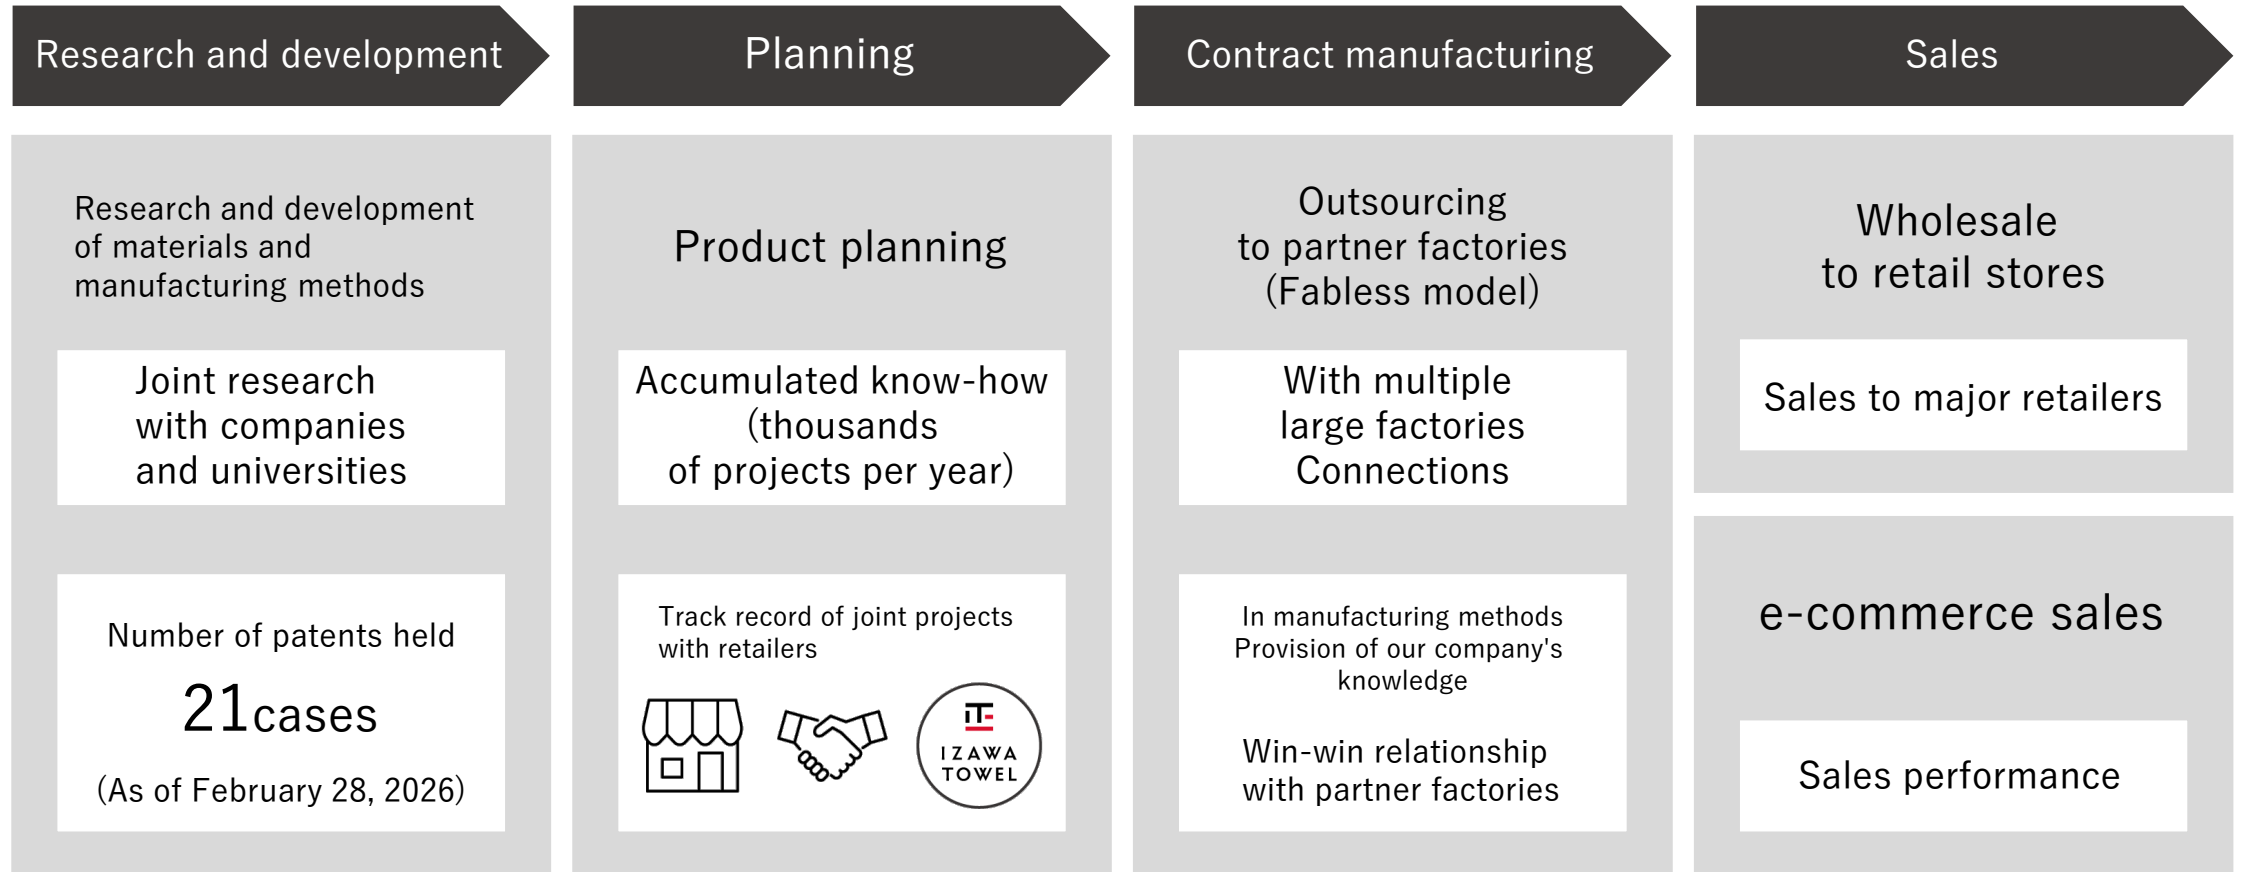 Research and development
Planning
Contract manufacturing
Sales
Research and development
of materials and
manufacturing methods
Joint research
with companies
and universities
Number of patents held
21cases
(As of February 28, 2026)
Product planning
Accumulated know-how
(thousands
of projects per year)
Track record of joint projects
with retailers
IZAWA
TOWEL
Outsourcing
to partner factories
(Fabless model)
With multiple
large factories
Connections
In manufacturing methods
Provision of our company's
knowledge
Win-win relationship
with partner factories
Wholesale
to retail stores
Sales to major retailers
e-commerce sales
Sales performance